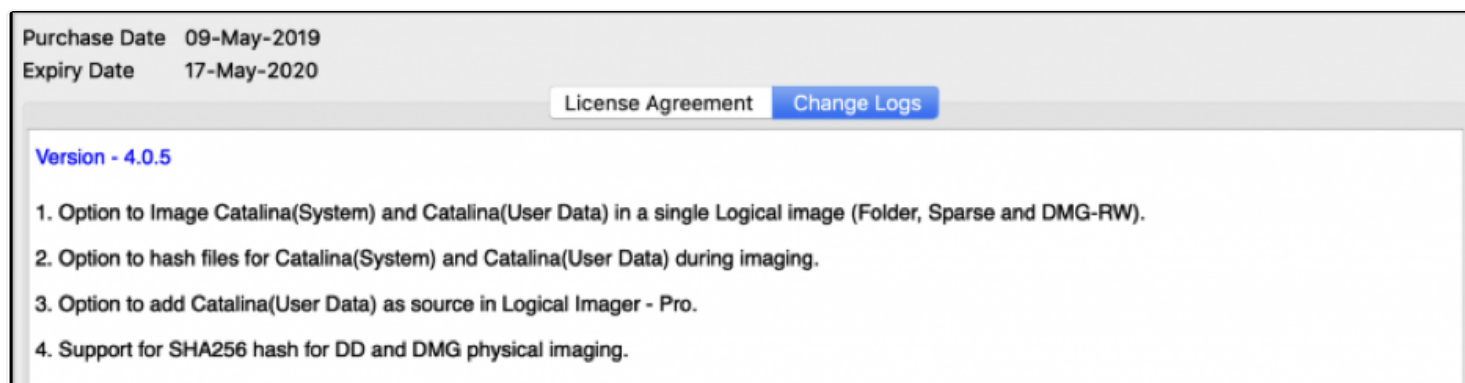 Purchase Date 09-May-2019
Expiry Date 17-May-2020
License Agreement Change Logs
Version - 4.0.5
1. Option to Image Catalina(System) and Catalina(User Data) in a single Logical image (Folder, Sparse and DMG-RW).
2. Option to hash files for Catalina(System) and Catalina(User Data) during imaging.
3. Option to add Catalina(User Data) as source in Logical Imager - Pro.
4. Support for SHA256 hash for DD and DMG physical imaging.